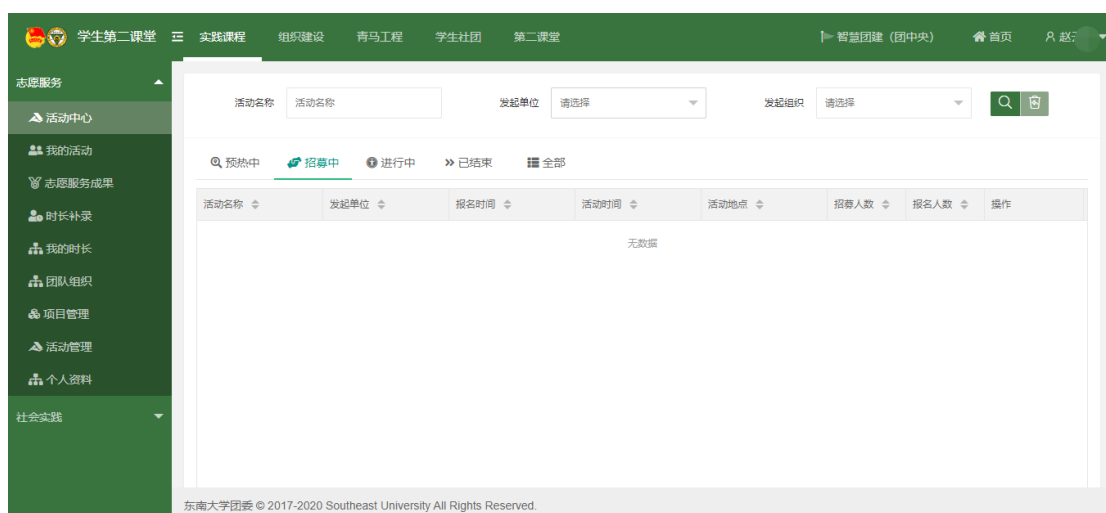 学生第二课堂 实践课程 组织建设 青马工程 学生社团 第二课堂 智慧团建（团中央） 首页 赵
志愿服务
活动中心
我的活动
志愿服务成果
时长补录
我的时长
团队组织
项目管理
活动管理
个人资料
社会实践
活动名称 活动名称 发起单位 请选择 发起组织 请选择
预热中 招募中 进行中 已结束 全部
活动名称 发起单位 报名时间 活动时间 活动地点 招募人数 报名人数 操作
无数据
东南大学团委 © 2017-2020 Southeast University All Rights Reserved.